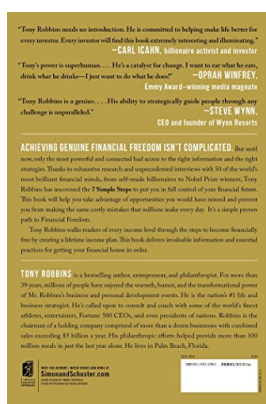 "Tony Robbins needs no introduction. He is committed to helping make life better for
every investor. Every investor will find this book extremely interesting and illuminating."
—CARL ICAHN, billionaire activist and investor
"Tony's power is superhuman. . . . He's a catalyst for change. I want to eat what he eats,
drink what he drinks—I just want to do what he does!" —OPRAH WINFREY,
Emmy Award–winning media magnate
"Tony Robbins is a genius. . . . His ability to strategically guide people through any
challenge is unparalleled." —STEVE WYNN,
CEO and founder of Wynn Resorts
ACHIEVING GENUINE FINANCIAL FREEDOM ISN'T COMPLICATED. But until
now, only the most powerful and connected had access to the right information and the right
strategies. Thanks to exhaustive research and unprecedented interviews with 50 of the world's
most brilliant financial minds, from self-made billionaires to Nobel Prize winners, Tony
Robbins has uncovered the 7 Simple Steps to put you in full control of your financial future.
This book will help you take advantage of opportunities you would have missed and prevent
you from making the same costly mistakes that millions make every day. It's a simple proven
path to Financial Freedom.
Tony Robbins walks readers of every income level through the steps to become financially
free by creating a lifetime income plan. This book delivers invaluable information and essential
practices for getting your financial house in order.
TONY ROBBINS is a bestselling author, entrepreneur, and philanthropist. For more than
39 years, millions of people have enjoyed the warmth, humor, and the transformational power
of Mr. Robbins's business and personal development events. He is the nation's #1 life and
business strategist. He's called upon to consult and coach with some of the world's finest
athletes, entertainers, Fortune 500 CEOs, and even presidents of nations. Robbins is the
chairman of a holding company comprised of more than a dozen businesses with combined
sales exceeding $5 billion a year. His philanthropic efforts helped provide more than 100
million meals in just the last year alone. He lives in Palm Beach, Florida.
MEET THE AUTHORS, WATCH VIDEOS AND MORE AT
SimonandSchuster.com